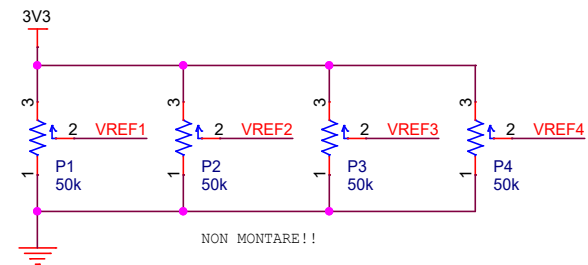 3V3
3 3 3 3
2 VREF1 2 VREF2 2 VREF3 2 VREF4
1 P1 1 P2 1 P3 1 P4
50k 50k 50k 50k
NON MONTARE!!